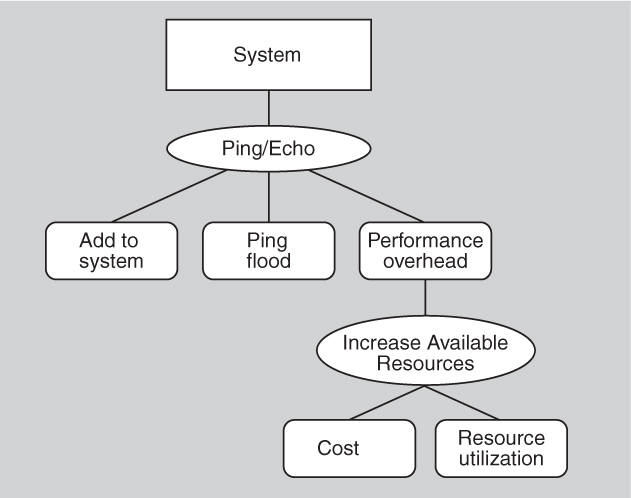 System
Ping/Echo
Add to
system
Ping
flood
Performance
overhead
Increase Available
Resources
Cost
Resource
utilization